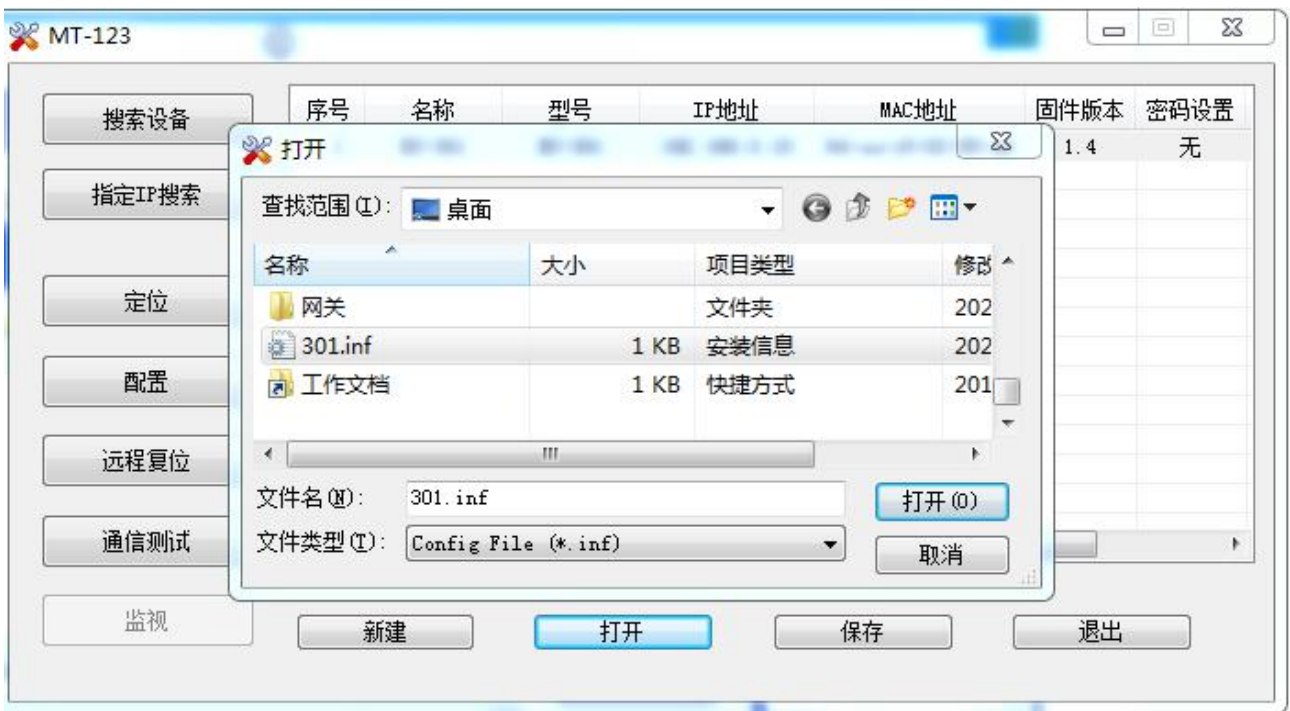 MT-123
搜索设备
序号 名称 型号 IP地址 MAC地址 固件版本 密码设置
1.4 无
指定IP搜索
定位
配置
远程复位
通信测试
监视
打开
查找范围(I): 桌面
名称 大小 项目类型 修改
网关 文件夹 202
301.inf 1 KB 安装信息 202
工作文档 1 KB 快捷方式 201
文件名(N): 301.inf 打开(O)
文件类型(T): Config File (*.inf) 取消
新建 打开 保存 退出